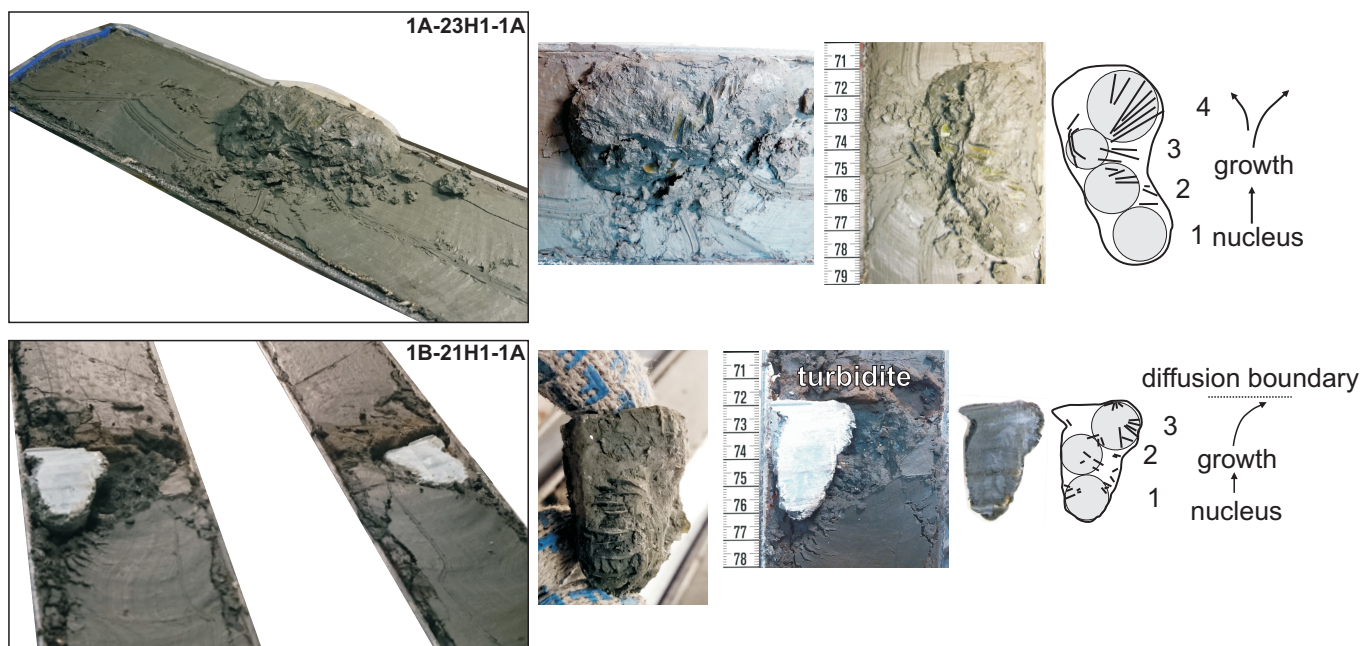 1A-23H1-1A
71
72
73
74
75
76
77
78
79
4
3
growth
2
1 nucleus
1B-21H1-1A
71
72
73
74
75
76
77
78
turbidite
diffusion boundary
3
2
growth
1
nucleus